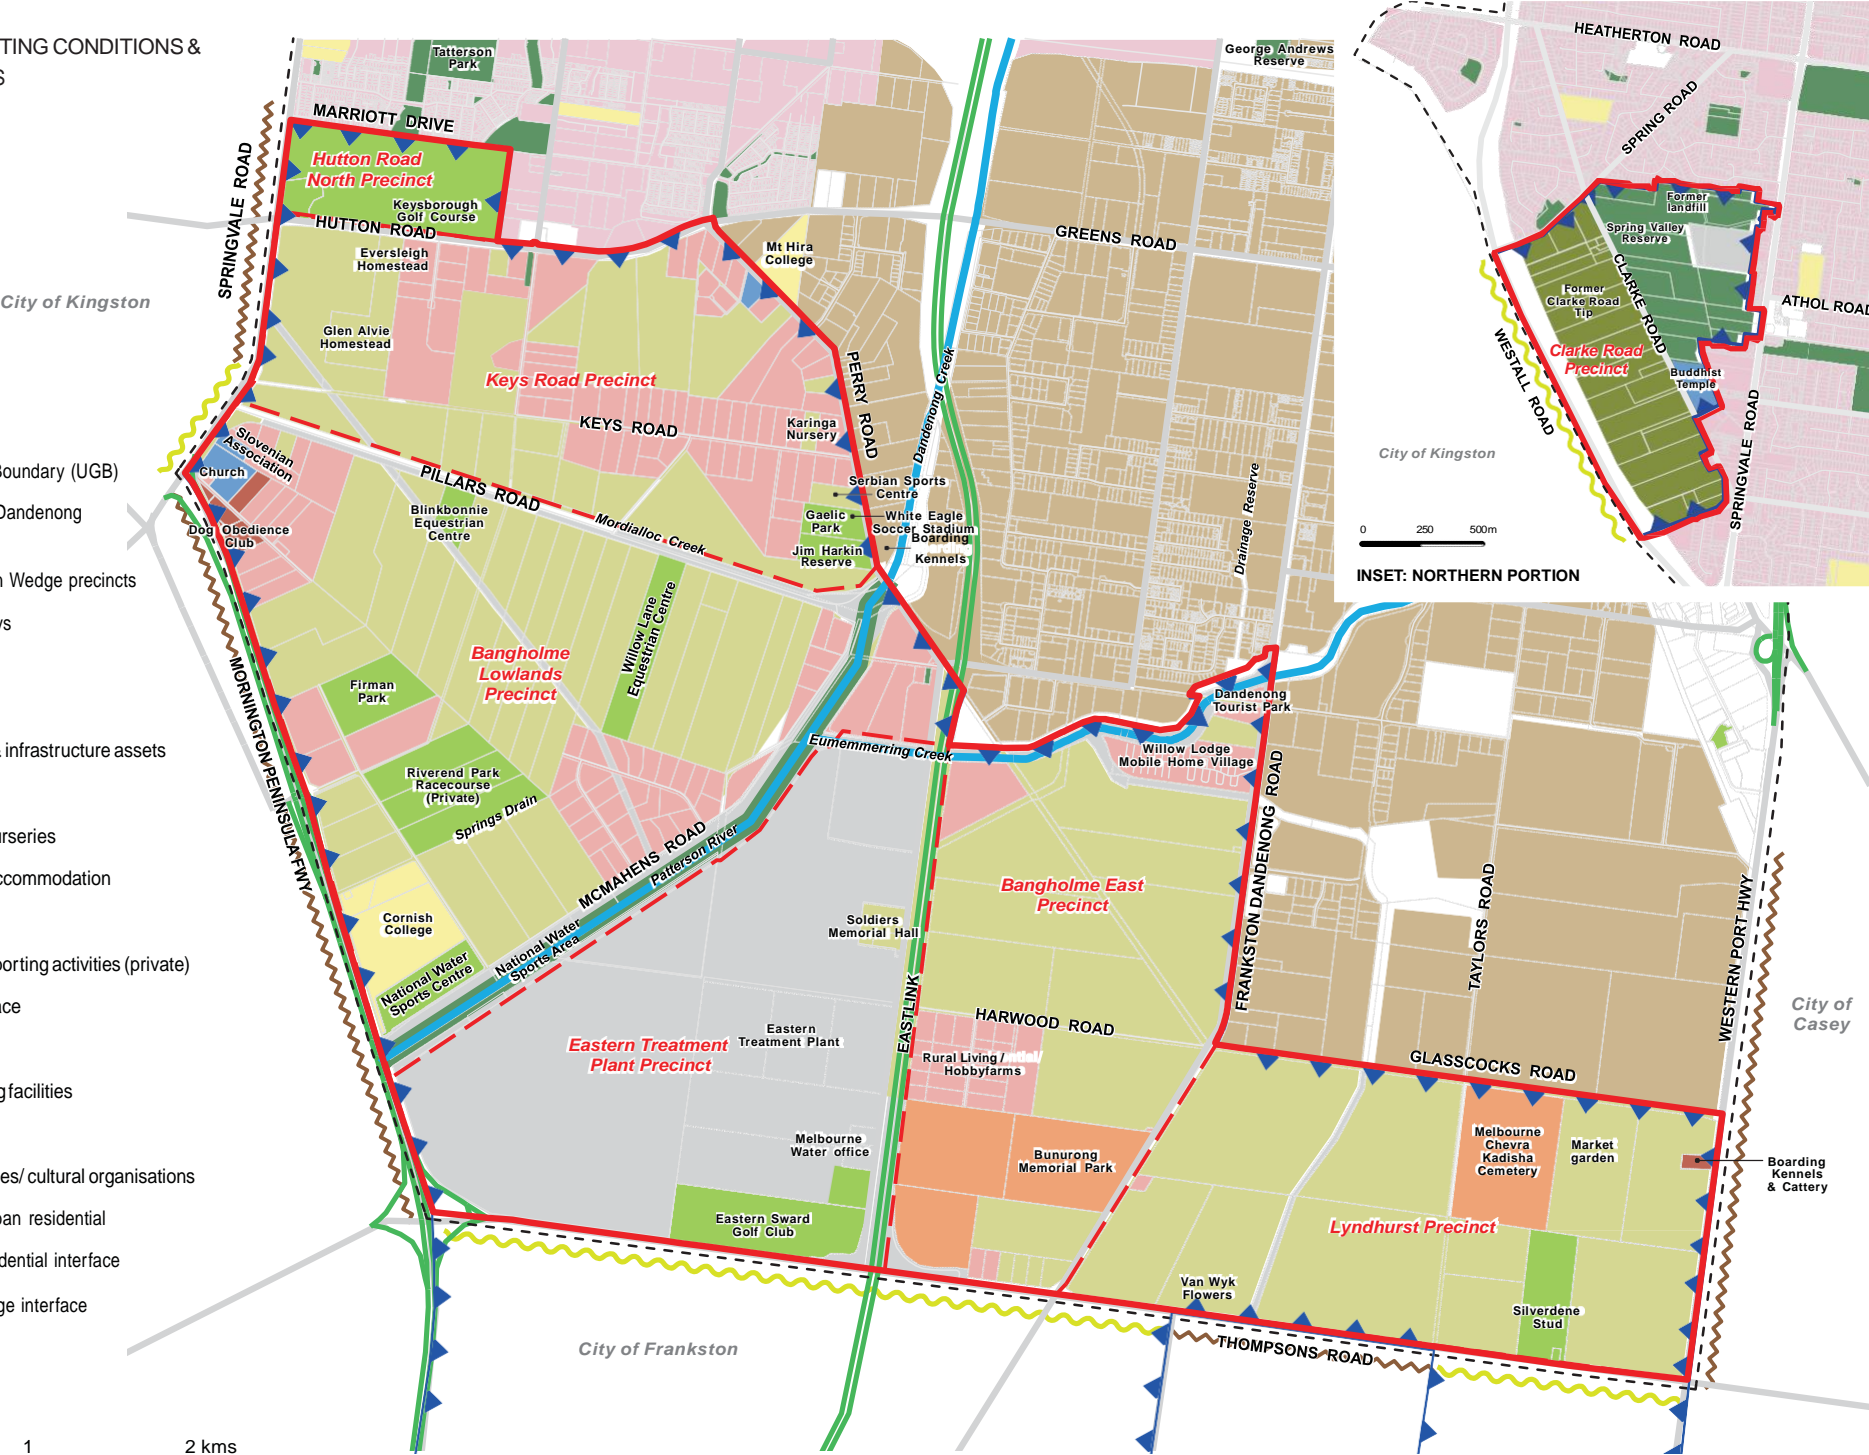 TING CONDITIONS &
S
City of Kingston
Boundary (UGB)
Dandenong
n Wedge precincts
ys
& infrastructure assets
urseries
ccommodation
porting activities (private)
ace
g facilities
es/ cultural organisations
ban residential
dential interface
ge interface
1
2 kms
Tatterson
Park
George Andrews
Reserve
MARRIOTT DRIVE
Hutton Road
North Precinct
Keysborough
Golf Course
SPRINGVALE ROAD
HUTTON ROAD
Eversleigh
Homestead
Mt Hira
College
GREENS ROAD
Glen Alvie
Homestead
Keys Road Precinct
PERRY ROAD
Dandenong Creek
KEYS ROAD
Karinga
Nursery
Slovenian
Association
Church
PILLARS ROAD
Serbian Sports
Centre
Gaelic
Park
White Eagle
Soccer Stadium
Boarding
Kennels
Jim Harkin
Reserve
Dog Obedience
Club
Blinkbonnie
Equestrian
Centre
Mordialloc Creek
Drainage Reserve
Willow Lane
Equestrian Centre
Bangholme
Lowlands
Precinct
Firman
Park
MORNINGTON PENINSULA FWY
Riverend Park
Racecourse
(Private)
Springs Drain
Eumemmerring Creek
Dandenong
Tourist Park
Willow Lodge
Mobile Home Village
FRANKSTON DANDENONG ROAD
MCMAHENS ROAD
Patterson River
Bangholme East
Precinct
TAYLORS ROAD
WESTERN PORT HWY
Cornish
College
Soldiers
Memorial Hall
National Water
Sports Area
National Water
Sports Centre
EASTLINK
City of
Casey
HARWOOD ROAD
Eastern Treatment
Plant Precinct
Eastern
Treatment Plant
Rural Living /
Hobbyfarms
GLASSCOCKS ROAD
Melbourne
Water office
Bunurong
Memorial Park
Melbourne
Chevra
Kadisha
Cemetery
Market
garden
Boarding
Kennels
& Cattery
Eastern Sward
Golf Club
Lyndhurst Precinct
Van Wyk
Flowers
Silverdene
Stud
City of Frankston
THOMPSONS ROAD
HEATHERTON ROAD
SPRING ROAD
Former
landfill
Spring Valley
Reserve
CLARKE ROAD
Former
Clarke Road
Tip
ATHOL ROAD
WESTALL ROAD
Clarke Road
Precinct
Buddhist
Temple
SPRINGVALE ROAD
City of Kingston
0
250
500m
INSET: NORTHERN PORTION